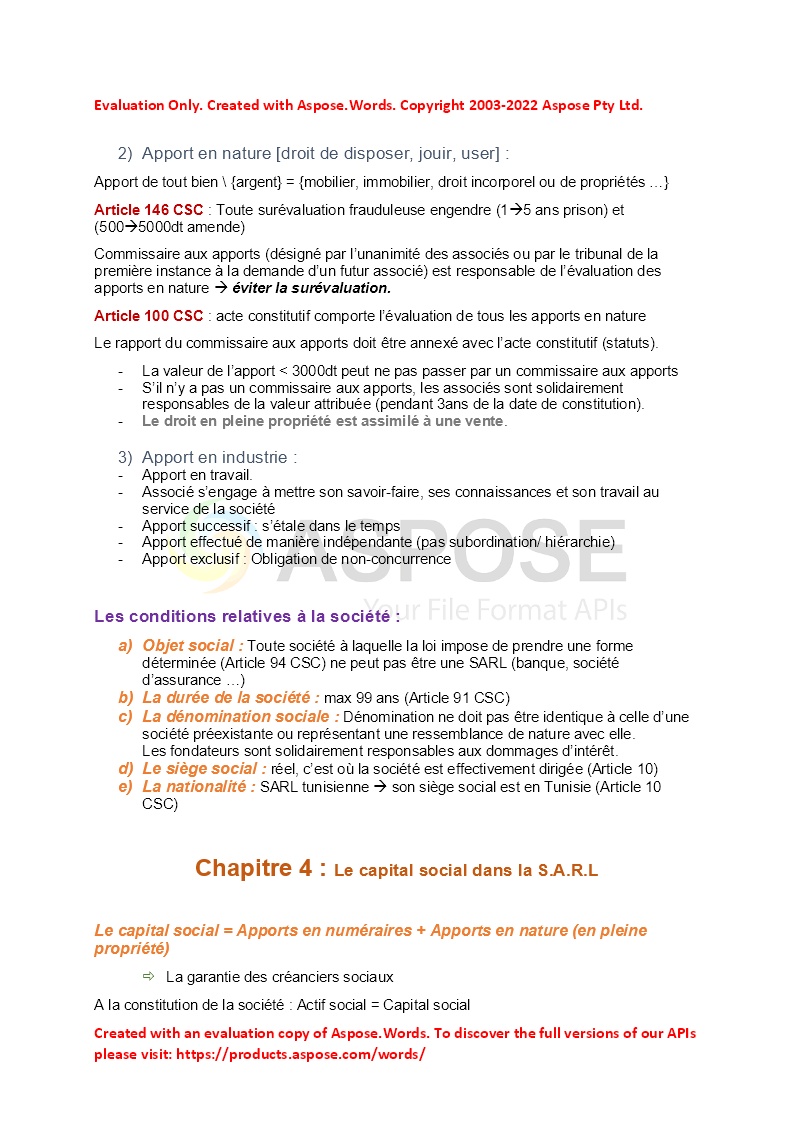 Evaluation Only. Created with Aspose.Words. Copyright 2003-2022 Aspose Pty Ltd.
2) Apport en nature [droit de disposer, jouir, user] :
Apport de tout bien \ {argent} = {mobilier, immobilier, droit incorporel ou de propriétés …}
Article 146 CSC : Toute surévaluation frauduleuse engendre (1→5 ans prison) et
(500→5000dt amende)
Commissaire aux apports (désigné par l'unanimité des associés ou par le tribunal de la
première instance à la demande d'un futur associé) est responsable de l'évaluation des
apports en nature → éviter la surévaluation.
Article 100 CSC : acte constitutif comporte l'évaluation de tous les apports en nature
Le rapport du commissaire aux apports doit être annexé avec l'acte constitutif (statuts).
- La valeur de l'apport < 3000dt peut ne pas passer par un commissaire aux apports
- S'il n'y a pas un commissaire aux apports, les associés sont solidairement
responsables de la valeur attribuée (pendant 3ans de la date de constitution).
- Le droit en pleine propriété est assimilé à une vente.
3) Apport en industrie :
- Apport en travail.
- Associé s'engage à mettre son savoir-faire, ses connaissances et son travail au
service de la société
- Apport successif : s'étale dans le temps
- Apport effectué de manière indépendante (pas subordination/ hiérarchie)
- Apport exclusif : Obligation de non-concurrence
ASPOSE
Your File Format APIs
Les conditions relatives à la société :
a) Objet social : Toute société à laquelle la loi impose de prendre une forme
déterminée (Article 94 CSC) ne peut pas être une SARL (banque, société
d'assurance …)
b) La durée de la société : max 99 ans (Article 91 CSC)
c) La dénomination sociale : Dénomination ne doit pas être identique à celle d'une
société préexistante ou représentant une ressemblance de nature avec elle.
Les fondateurs sont solidairement responsables aux dommages d'intérêt.
d) Le siège social : réel, c'est où la société est effectivement dirigée (Article 10)
e) La nationalité : SARL tunisienne → son siège social est en Tunisie (Article 10
CSC)
Chapitre 4 : Le capital social dans la S.A.R.L
Le capital social = Apports en numéraires + Apports en nature (en pleine
propriété)
⇨ La garantie des créanciers sociaux
A la constitution de la société : Actif social = Capital social
Created with an evaluation copy of Aspose.Words. To discover the full versions of our APIs
please visit: https://products.aspose.com/words/